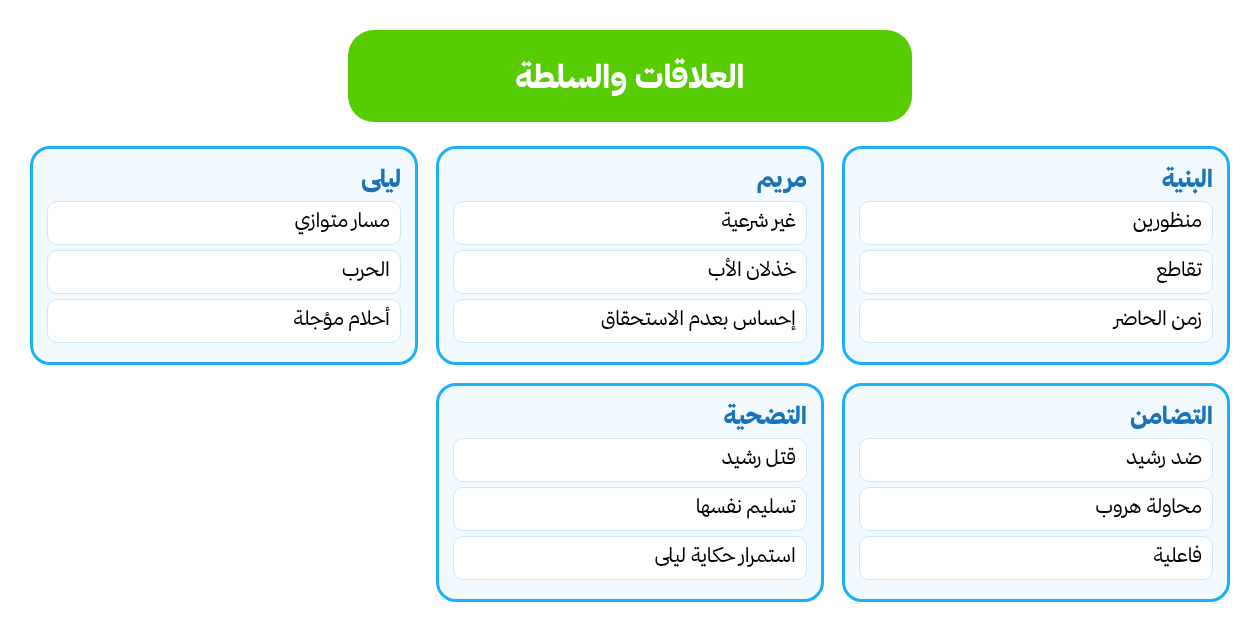 العلاقات والسلطة
البنية
منظورين
تقاطع
زمن الحاضر
مريم
غير شرعية
خذلان الأب
إحساس بعدم الاستحقاق
ليلى
مسار متوازي
الحرب
أحلام مؤجلة
التضامن
ضد رشيد
محاولة هروب
فاعلية
التضحية
قتل رشيد
تسليم نفسها
استمرار حكاية ليلى